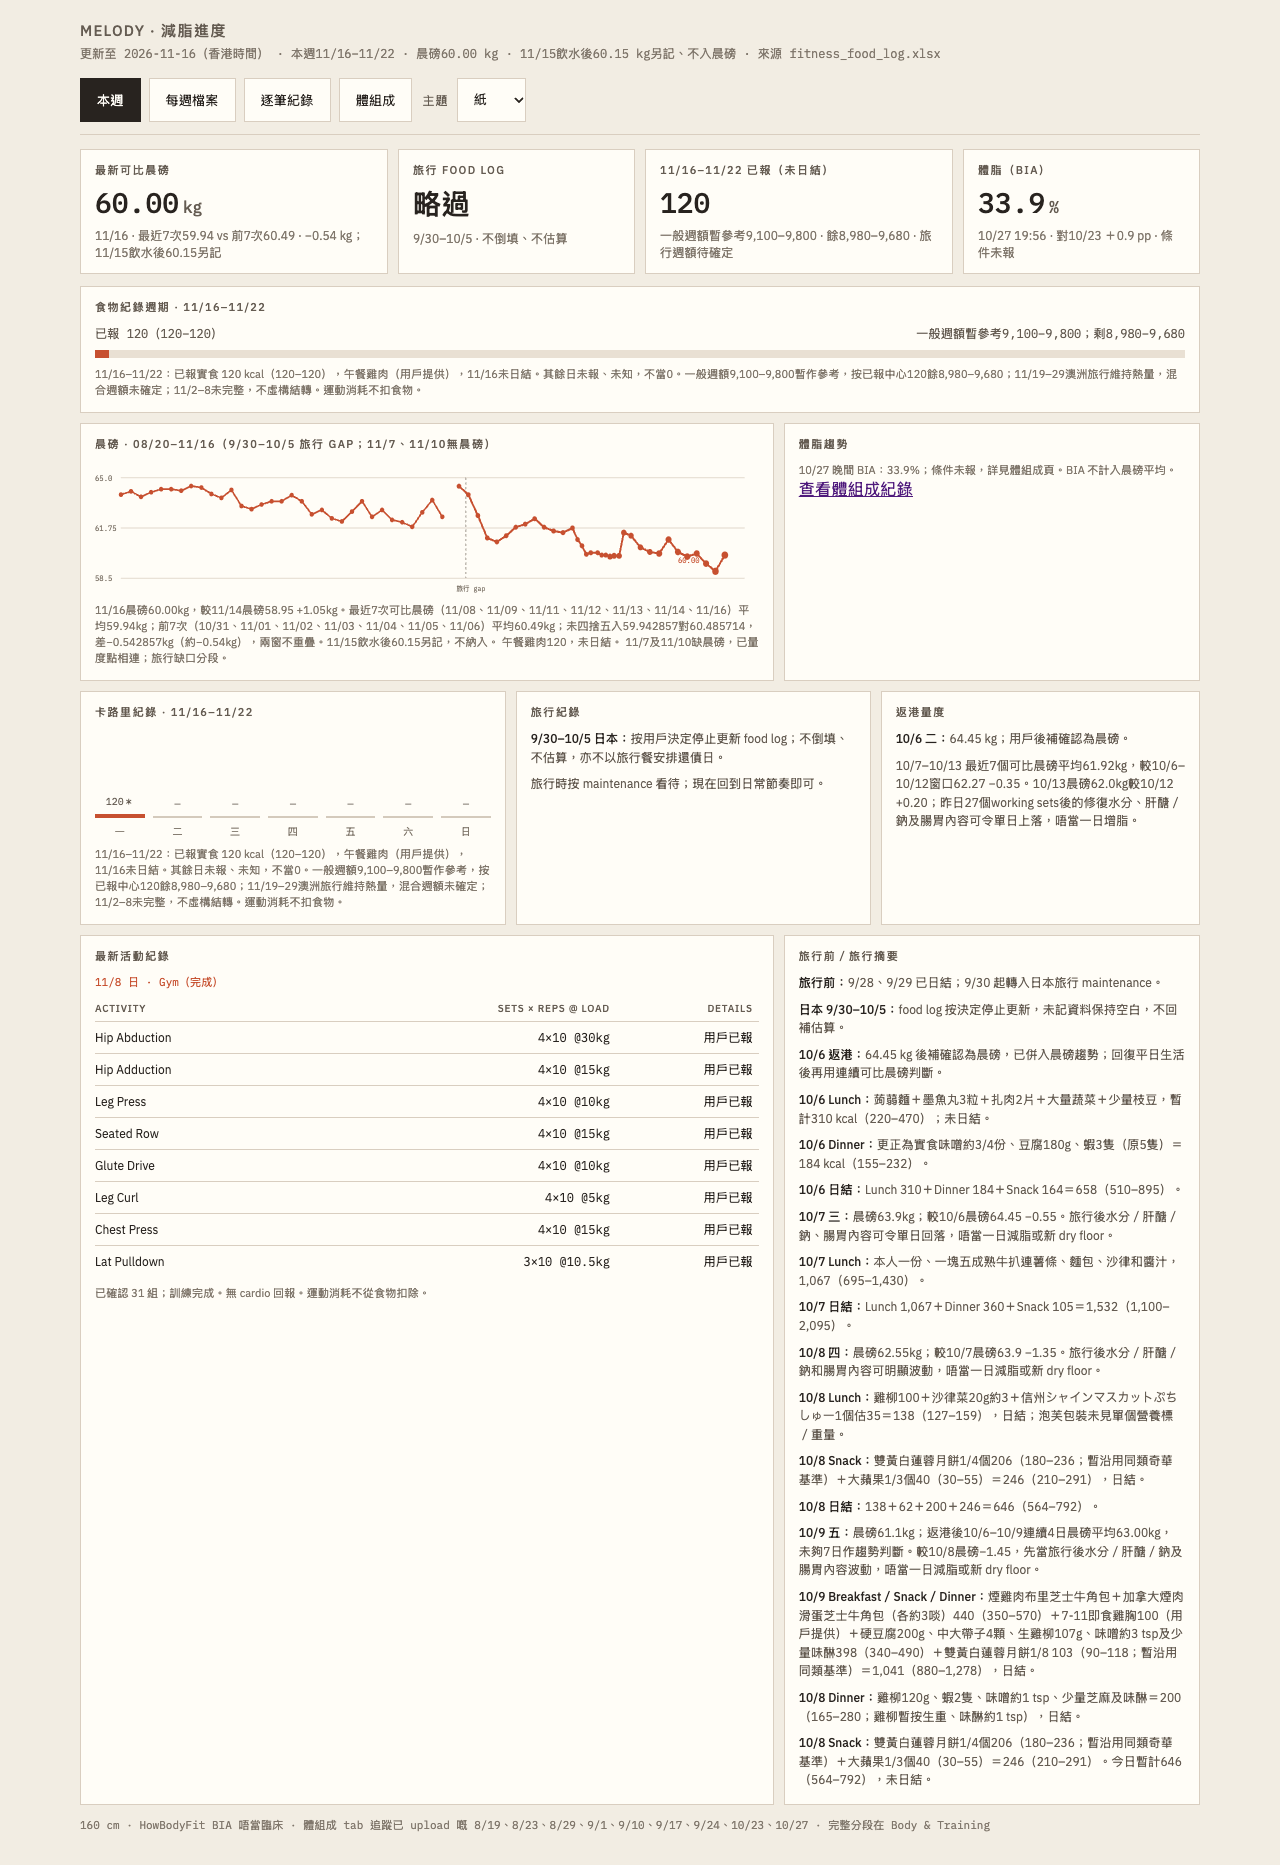 MELODY · 減脂進度
更新至 2026-11-16（香港時間） · 本週11/16–11/22 · 晨磅60.00 kg · 11/15飲水後60.15 kg另記、不入晨磅 · 來源 fitness_food_log.xlsx
本週
每週檔案
逐筆紀錄
體組成
主題
紙
最新可比晨磅
60.00 kg
11/16 · 最近7次59.94 vs 前7次60.49 · −0.54 kg；
11/15飲水後60.15另記
旅行 FOOD LOG
略過
9/30–10/5 · 不倒填、不估算
11/16–11/22 已報（未日結）
120
一般週額暫參考9,100–9,800 · 餘8,980–9,680 · 旅
行週額待確定
體脂（BIA）
33.9 %
10/27 19:56 · 對10/23 ＋0.9 pp · 條
件未報
食物紀錄週期 · 11/16–11/22
已報 120（120–120）
一般週額暫參考9,100–9,800；剩8,980–9,680
11/16–11/22：已報實食 120 kcal（120–120），午餐雞肉（用戶提供），11/16未日結。其餘日未報、未知，不當0。一般週額9,100–9,800暫作參考，按已報中心120餘8,980–9,680；11/19–29澳洲旅行維持熱量，混
合週額未確定；11/2–8未完整，不虛構結轉。運動消耗不扣食物。
晨磅 · 08/20–11/16（9/30–10/5 旅行 GAP；11/7、11/10無晨磅）
65.0
61.75
58.5
60.00
旅行 gap
11/16晨磅60.00kg，較11/14晨磅58.95 +1.05kg。最近7次可比晨磅（11/08、11/09、11/11、11/12、11/13、11/14、11/16）平
均59.94kg；前7次（10/31、11/01、11/02、11/03、11/04、11/05、11/06）平均60.49kg；未四捨五入59.942857對60.485714，
差−0.542857kg（約−0.54kg），兩窗不重疊。11/15飲水後60.15另記，不納入。 午餐雞肉120，未日結。 11/7及11/10缺晨磅，已量
度點相連；旅行缺口分段。
體脂趨勢
10/27 晚間 BIA：33.9%；條件未報，詳見體組成頁。BIA 不計入晨磅平均。
查看體組成紀錄
卡路里紀錄 · 11/16–11/22
120*
–
–
–
–
–
–
一
二
三
四
五
六
日
11/16–11/22：已報實食 120 kcal（120–120），午餐雞肉（用戶提供），
11/16未日結。其餘日未報、未知，不當0。一般週額9,100–9,800暫作參考，按
已報中心120餘8,980–9,680；11/19–29澳洲旅行維持熱量，混合週額未確定；
11/2–8未完整，不虛構結轉。運動消耗不扣食物。
旅行紀錄
9/30–10/5 日本：按用戶決定停止更新 food log；不倒填、
不估算，亦不以旅行餐安排還債日。
旅行時按 maintenance 看待；現在回到日常節奏即可。
返港量度
10/6 二：64.45 kg；用戶後補確認為晨磅。
10/7–10/13 最近7個可比晨磅平均61.92kg，較10/6–
10/12窗口62.27 −0.35。10/13晨磅62.0kg較10/12
+0.20；昨日27個working sets後的修復水分、肝醣 /
鈉及腸胃內容可令單日上落，唔當一日增脂。
最新活動紀錄
11/8 日 · Gym（完成）
ACTIVITY SETS × REPS @ LOAD DETAILS
Hip Abduction 4×10 @30kg 用戶已報
Hip Adduction 4×10 @15kg 用戶已報
Leg Press 4×10 @10kg 用戶已報
Seated Row 4×10 @15kg 用戶已報
Glute Drive 4×10 @10kg 用戶已報
Leg Curl 4×10 @5kg 用戶已報
Chest Press 4×10 @15kg 用戶已報
Lat Pulldown 3×10 @10.5kg 用戶已報
已確認 31 組；訓練完成。無 cardio 回報。運動消耗不從食物扣除。
旅行前 / 旅行摘要
旅行前：9/28、9/29 已日結；9/30 起轉入日本旅行 maintenance。
日本 9/30–10/5：food log 按決定停止更新，未記資料保持空白，不回
補估算。
10/6 返港：64.45 kg 後補確認為晨磅，已併入晨磅趨勢；回復平日生活
後再用連續可比晨磅判斷。
10/6 Lunch：蒟蒻麵＋墨魚丸3粒＋扎肉2片＋大量蔬菜＋少量枝豆，暫
計310 kcal（220–470）；未日結。
10/6 Dinner：更正為實食味噌約3/4份、豆腐180g、蝦3隻（原5隻）＝
184 kcal（155–232）。
10/6 日結：Lunch 310＋Dinner 184＋Snack 164＝658（510–895）。
10/7 三：晨磅63.9kg；較10/6晨磅64.45 −0.55。旅行後水分 / 肝醣 /
鈉、腸胃內容可令單日回落，唔當一日減脂或新 dry floor。
10/7 Lunch：本人一份、一塊五成熟牛扒連薯條、麵包、沙律和醬汁，
1,067（695–1,430）。
10/7 日結：Lunch 1,067＋Dinner 360＋Snack 105＝1,532（1,100–
2,095）。
10/8 四：晨磅62.55kg；較10/7晨磅63.9 −1.35。旅行後水分 / 肝醣 /
鈉和腸胃內容可明顯波動，唔當一日減脂或新 dry floor。
10/8 Lunch：雞柳100＋沙律菜20g約3＋信州シャインマスカットぷち
しゅー1個估35＝138（127–159），日結；泡芙包裝未見單個營養標
/ 重量。
10/8 Snack：雙黃白蓮蓉月餅1/4個206（180–236；暫沿用同類奇華
基準）＋大蘋果1/3個40（30–55）＝246（210–291），日結。
10/8 日結：138＋62＋200＋246＝646（564–792）。
10/9 五：晨磅61.1kg；返港後10/6–10/9連續4日晨磅平均63.00kg，
未夠7日作趨勢判斷。較10/8晨磅−1.45，先當旅行後水分 / 肝醣 / 鈉及
腸胃內容波動，唔當一日減脂或新 dry floor。
10/9 Breakfast / Snack / Dinner：煙雞肉布里芝士牛角包＋加拿大煙肉
滑蛋芝士牛角包（各約3啖）440（350–570）＋7-11即食雞胸100（用
戶提供）＋硬豆腐200g、中大帶子4顆、生雞柳107g、味噌約3 tsp及少
量味醂398（340–490）＋雙黃白蓮蓉月餅1/8 103（90–118；暫沿用
同類基準）＝1,041（880–1,278），日結。
10/8 Dinner：雞柳120g、蝦2隻、味噌約1 tsp、少量芝麻及味醂＝200
（165–280；雞柳暫按生重、味醂約1 tsp），日結。
10/8 Snack：雙黃白蓮蓉月餅1/4個206（180–236；暫沿用同類奇華
基準）＋大蘋果1/3個40（30–55）＝246（210–291）。今日暫計646
（564–792），未日結。
160 cm · HowBodyFit BIA 唔當臨床 · 體組成 tab 追蹤已 upload 嘅 8/19、8/23、8/29、9/1、9/10、9/17、9/24、10/23、10/27 · 完整分段在 Body & Training